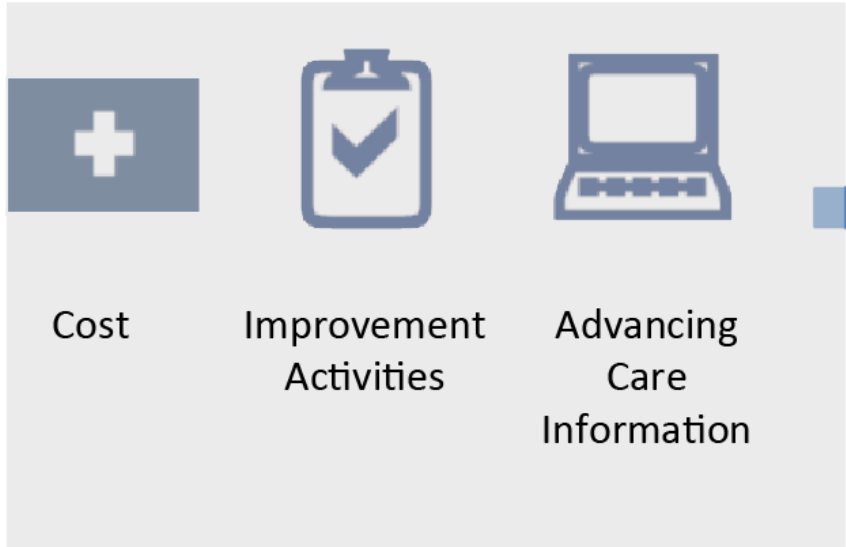 Cost
Improvement
Activities
Advancing
Care
Information